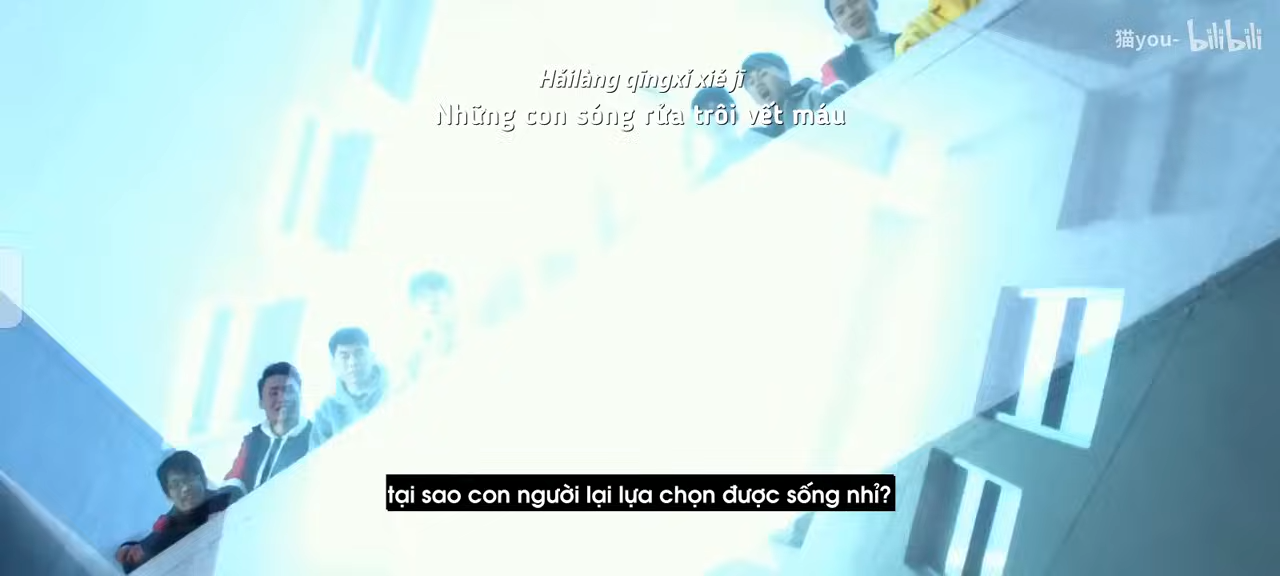 猫you- bilibili
Hǎilàng qīngxǐ xiě jī
Những con sóng rửa trôi vết máu
tại sao con người lại lựa chọn được sống nhỉ?